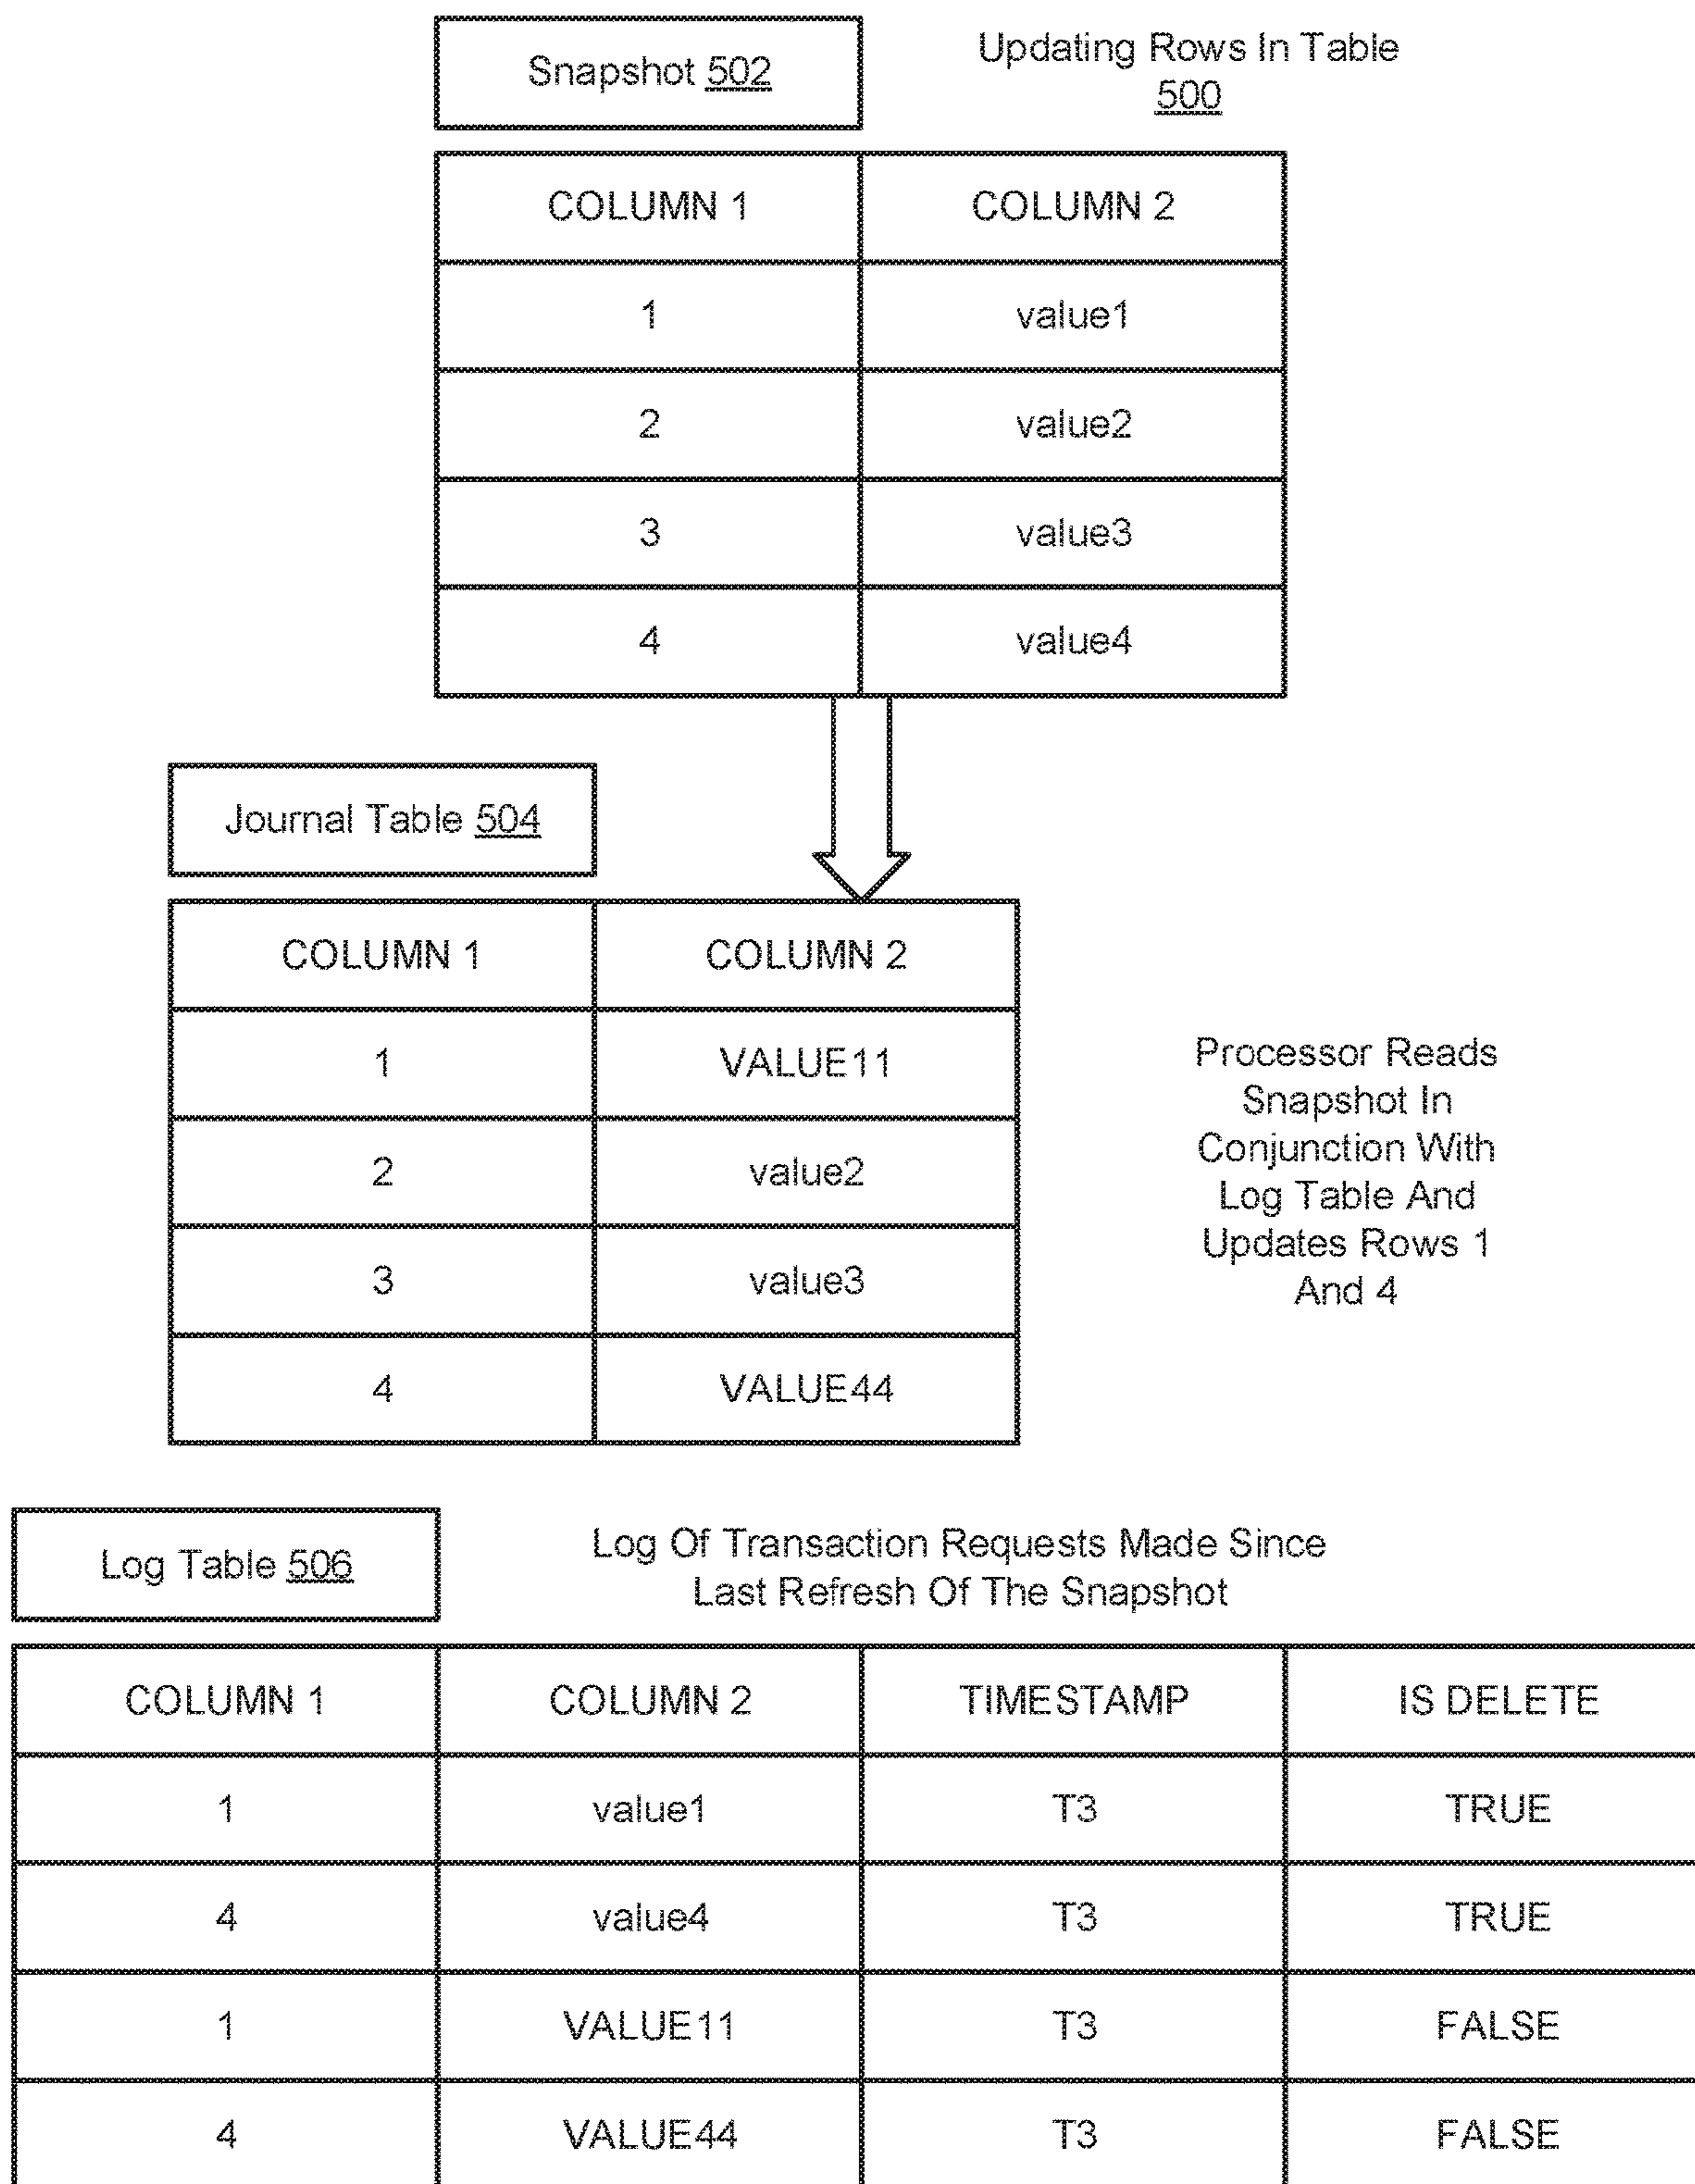 Snapshot 502
Updating Rows In Table
500
COLUMN 1 COLUMN 2
1 value1
2 value2
3 value3
4 value4
Journal Table 504
COLUMN 1 COLUMN 2
1 VALUE11
2 value2
3 value3
4 VALUE44
Processor Reads
Snapshot In
Conjunction With
Log Table And
Updates Rows 1
And 4
Log Table 506
Log Of Transaction Requests Made Since
Last Refresh Of The Snapshot
COLUMN 1 COLUMN 2 TIMESTAMP IS DELETE
1 value1 T3 TRUE
4 value4 T3 TRUE
1 VALUE11 T3 FALSE
4 VALUE44 T3 FALSE